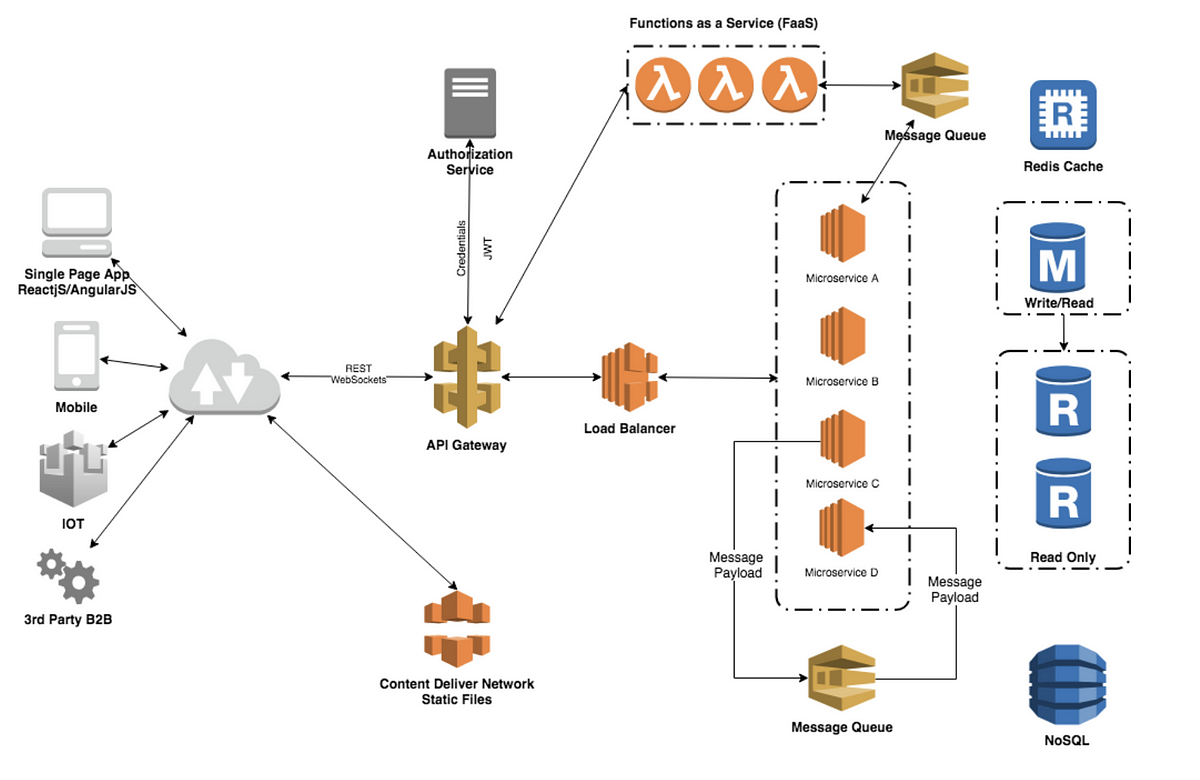 Functions as a Service (FaaS)
Authorization
Service
Message Queue
R
Redis Cache
Credentials
JWT
Single Page App
ReactjS/AngularJS
Microservice A
M
Write/Read
Mobile
REST
WebSockets
API Gateway
Load Balancer
Microservice B
R
IOT
Microservice C
R
Read Only
3rd Party B2B
Message
Payload
Microservice D
Message
Payload
Content Deliver Network
Static Files
Message Queue
NoSQL